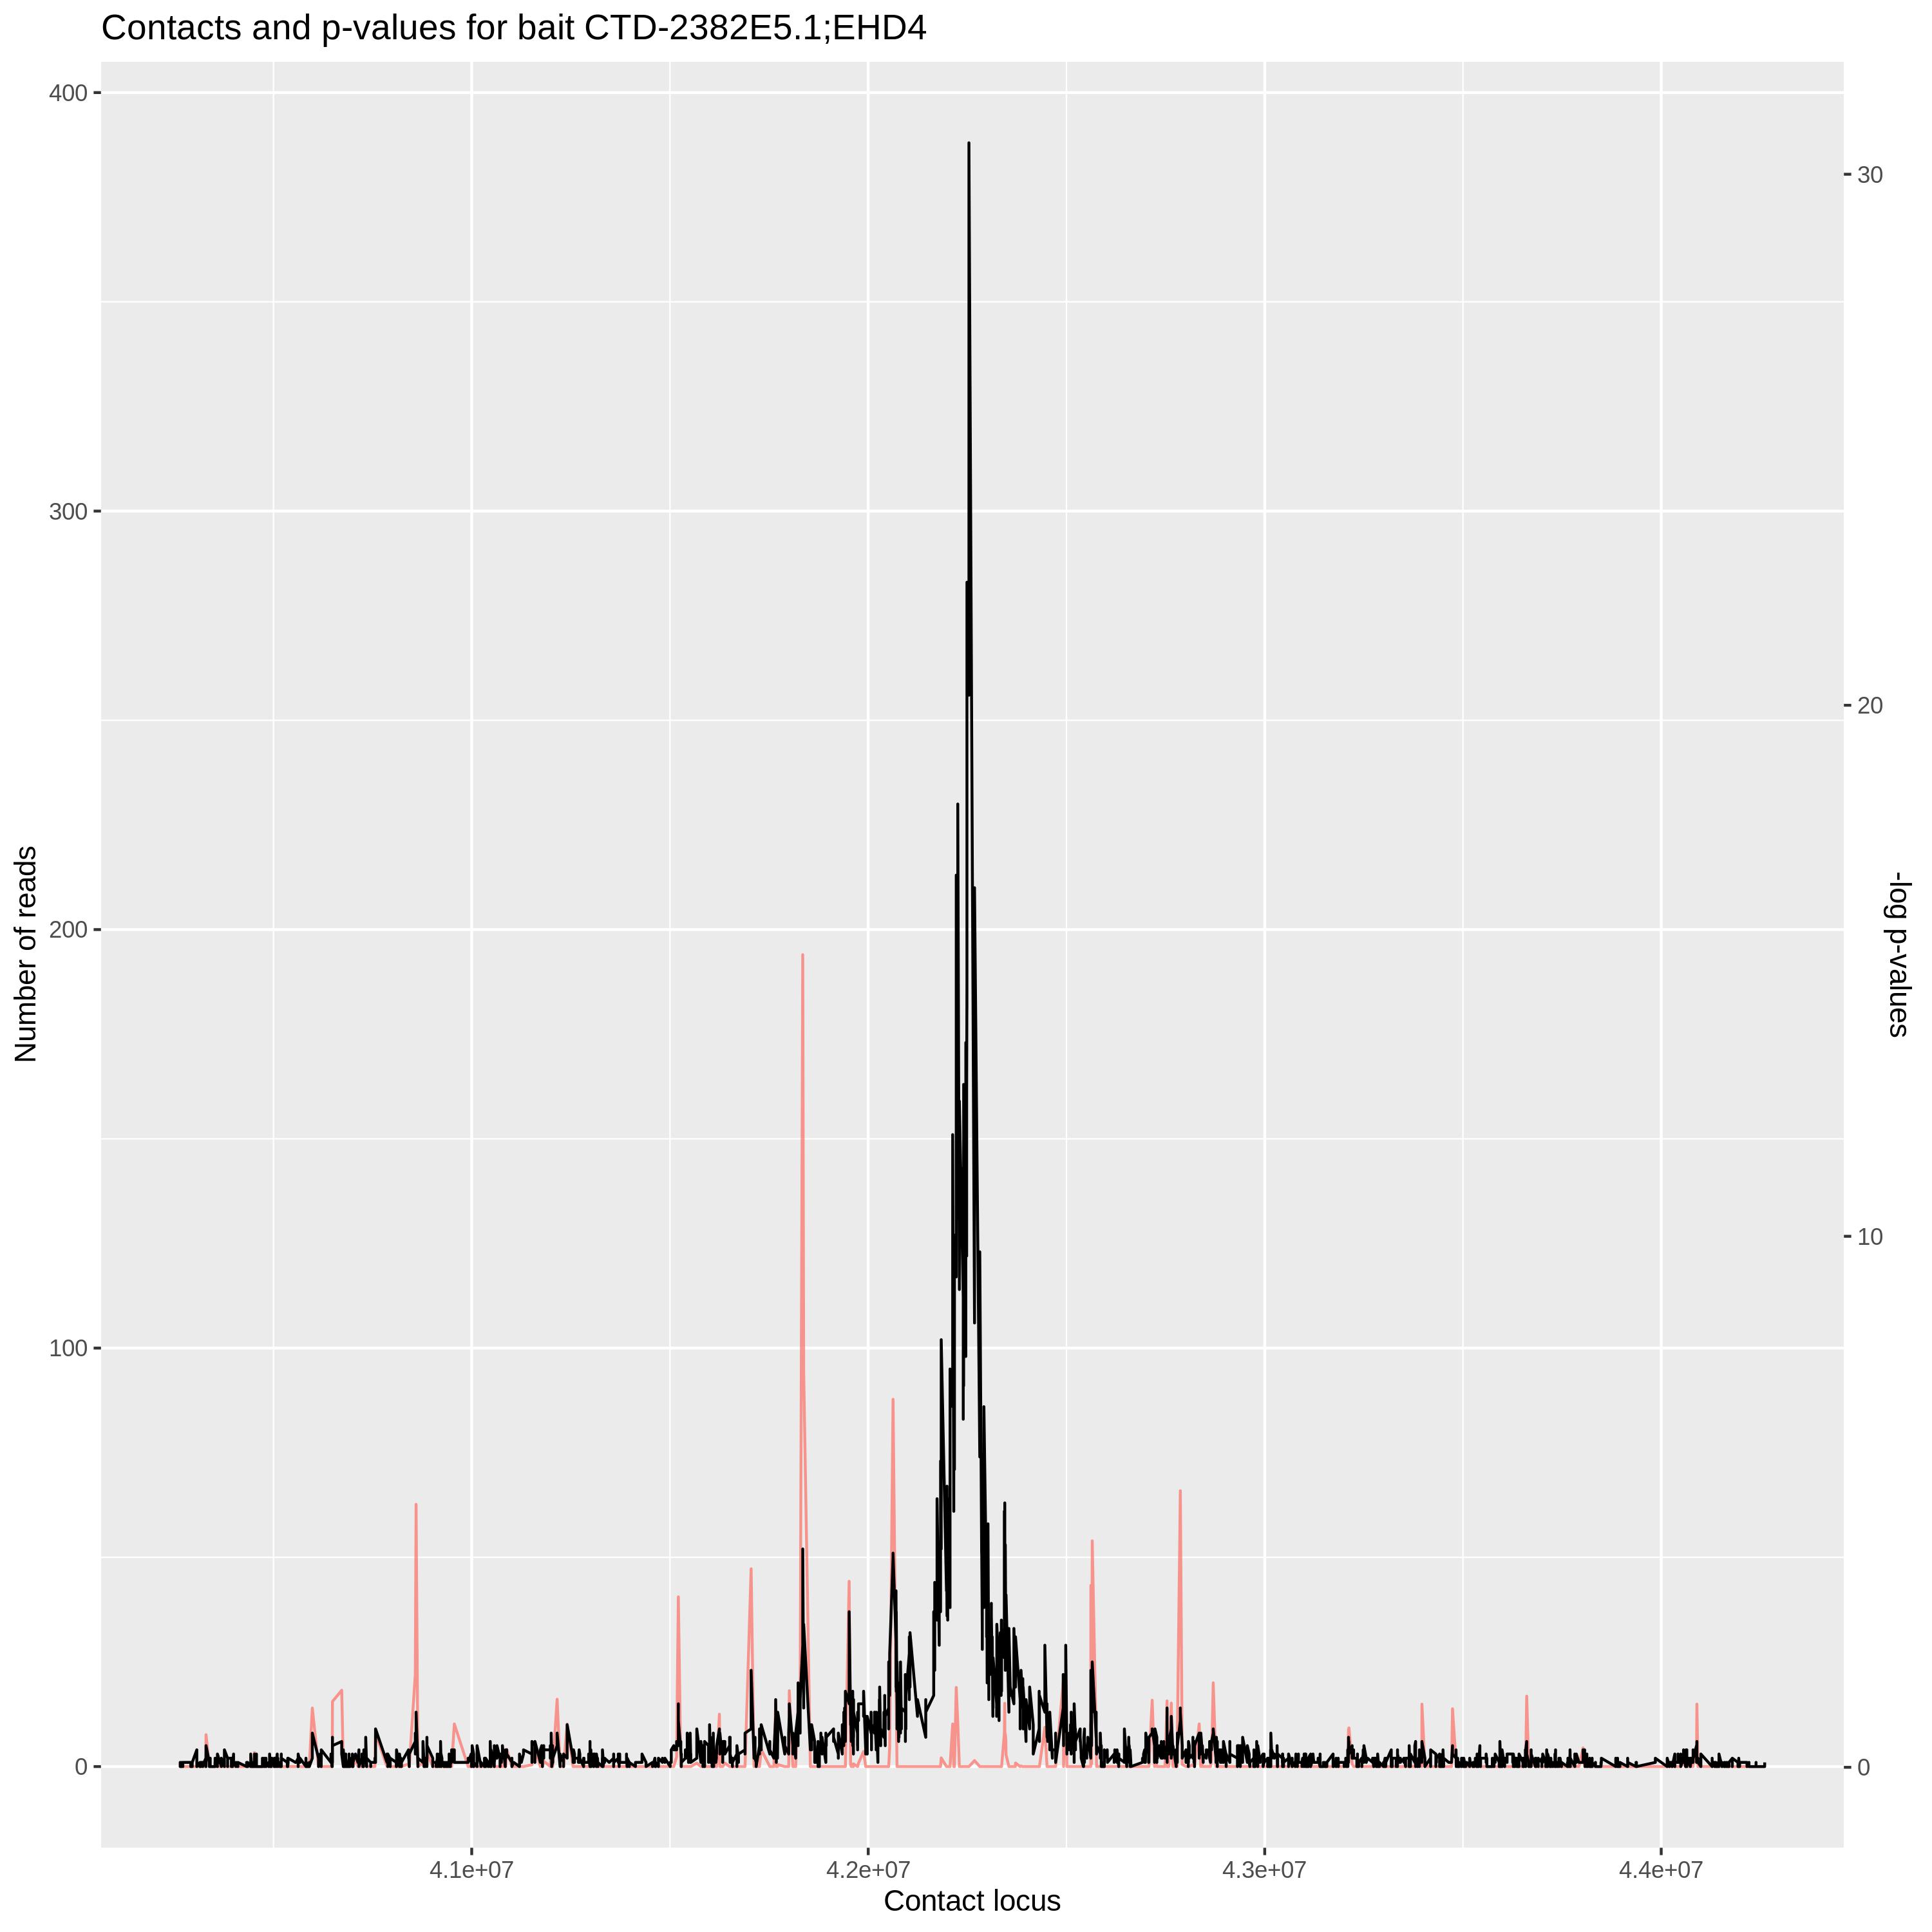 Contacts and p-values for bait CTD-2382E5.1;EHD4
400
300
200
100
0
Number of reads
30
20
10
0
-log p-values
4.1e+07 4.2e+07 4.3e+07 4.4e+07
Contact locus